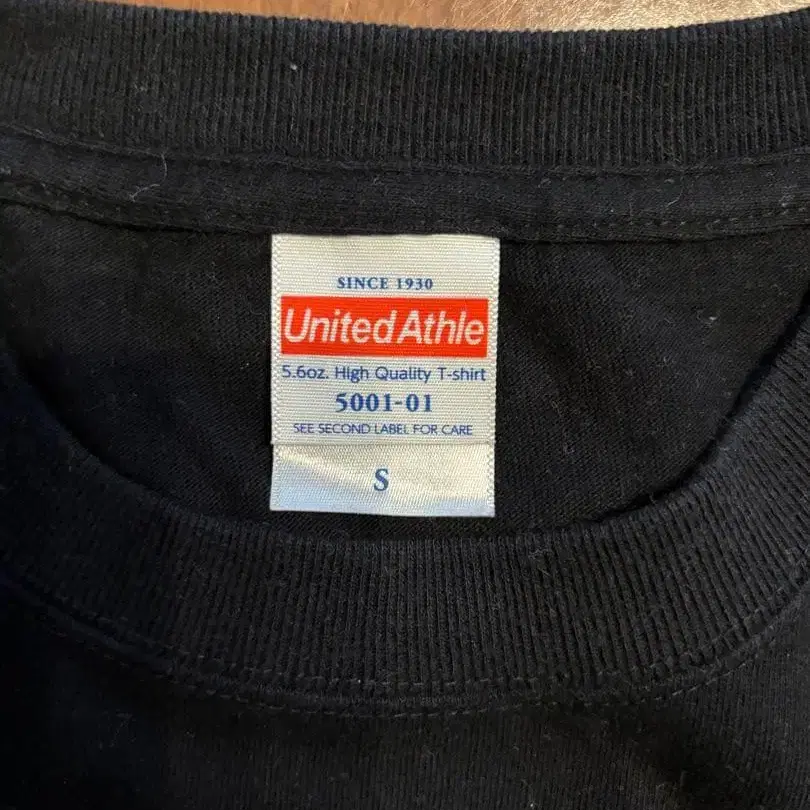 SINCE 1930
United Athle
5.6oz. High Quality T-shirt
5001-01
SEE SECOND LABEL FOR CARE
S